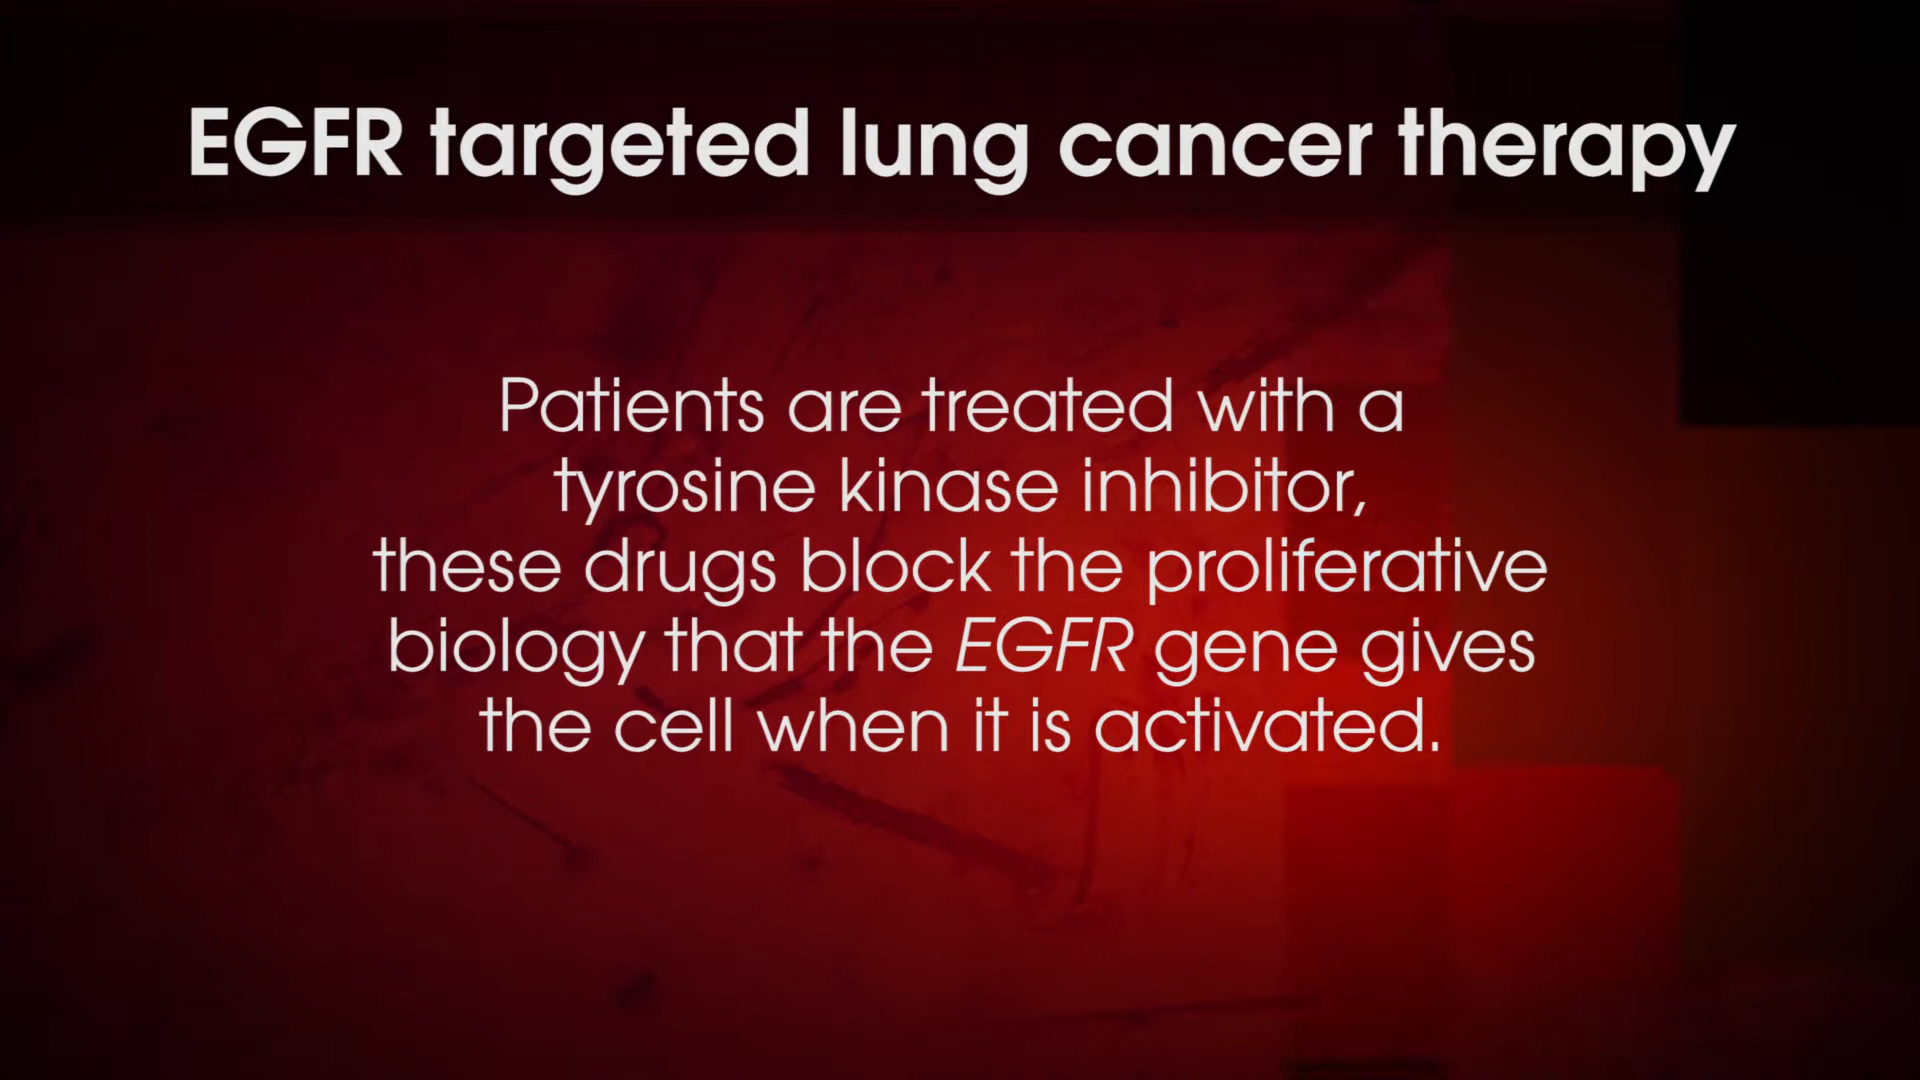 EGFR targeted lung cancer therapy
Patients are treated with a
tyrosine kinase inhibitor,
these drugs block the proliferative
biology that the EGFR gene gives
the cell when it is activated.